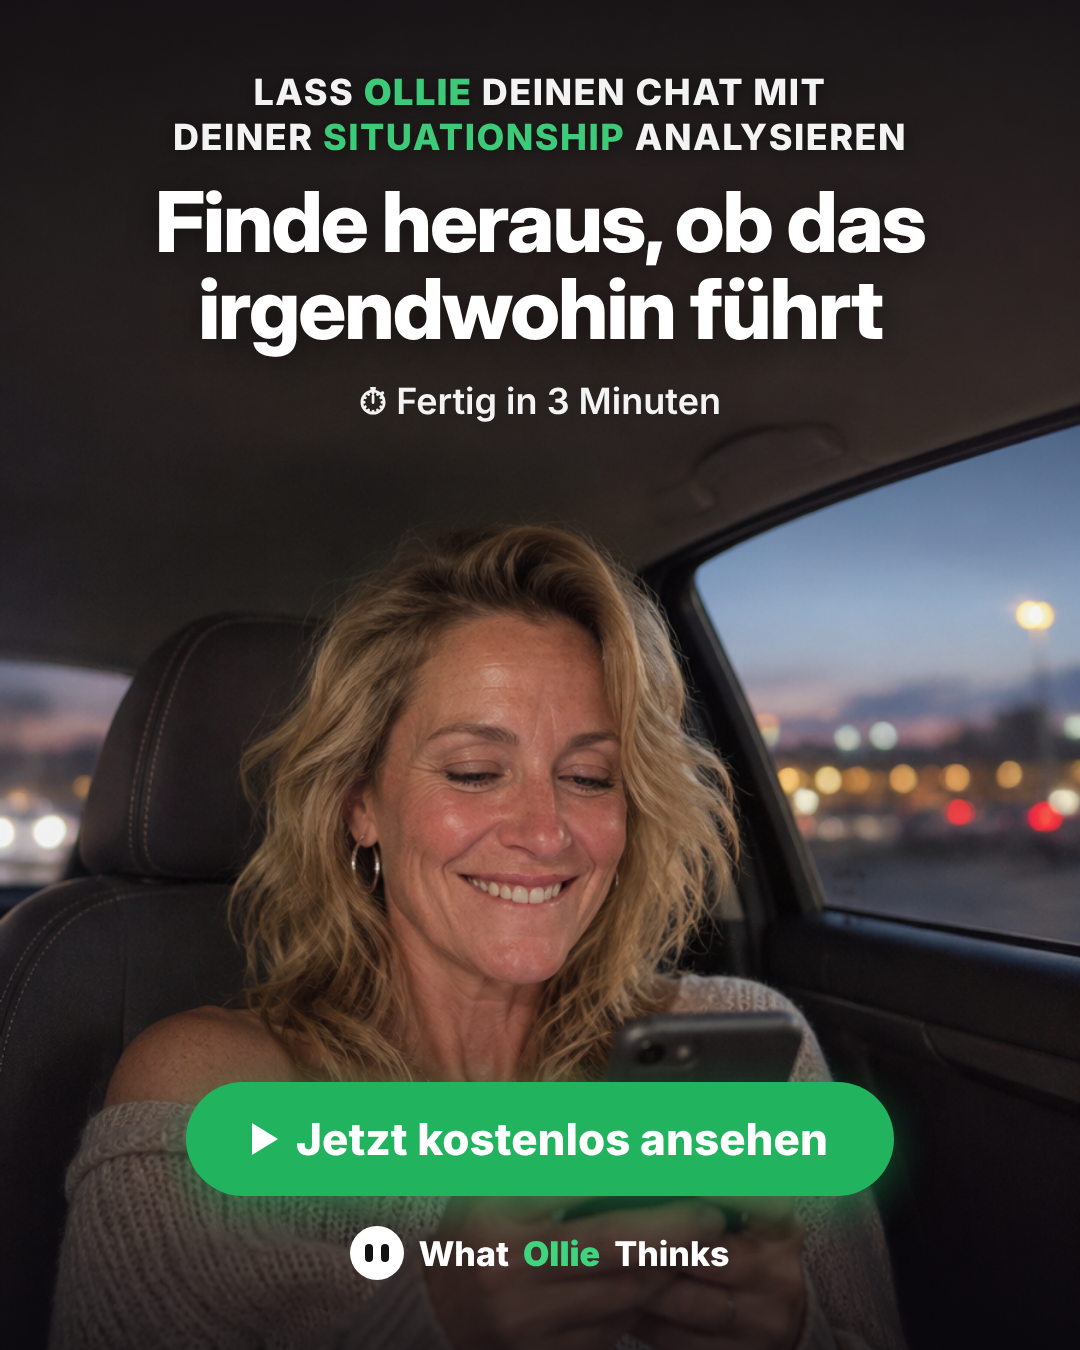 LASS OLLIE DEINEN CHAT MIT
DEINER SITUATIONSHIP ANALYSIEREN
Finde heraus, ob das
irgendwohin führt
⏱ Fertig in 3 Minuten
▶ Jetzt kostenlos ansehen
What Ollie Thinks